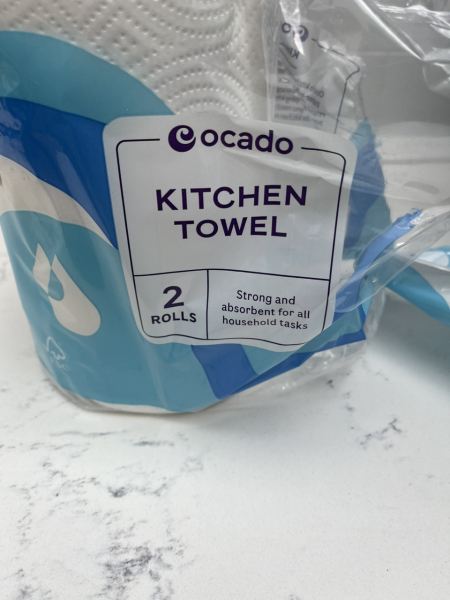 ocado
KITCHEN
TOWEL
2
ROLLS
Strong and
absorbent for all
household tasks